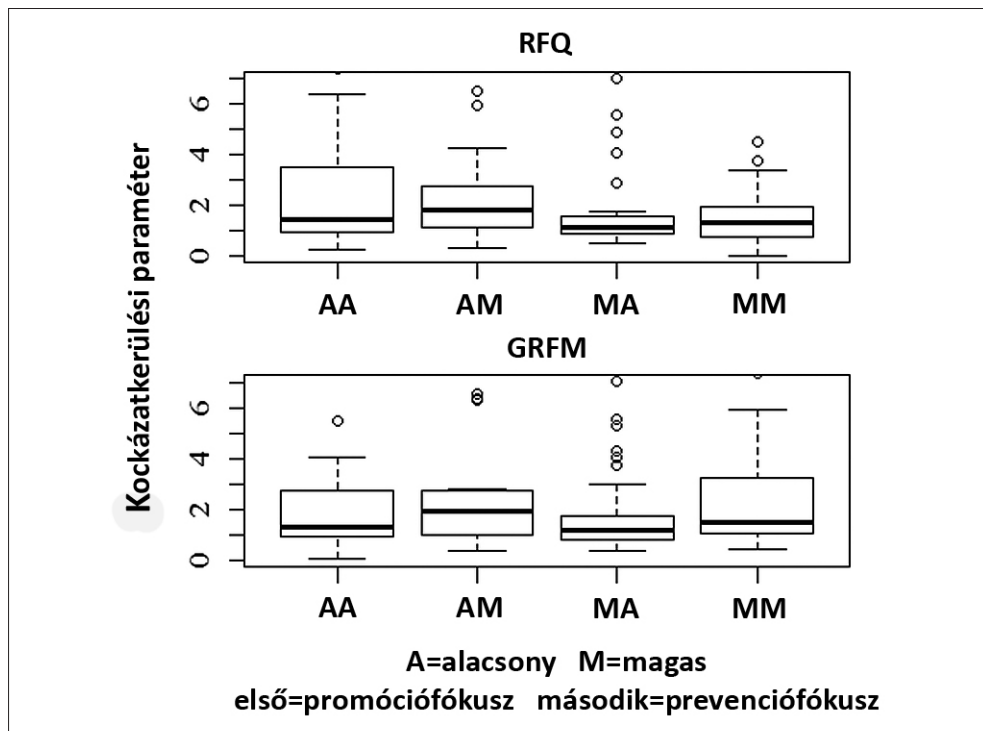 RFQ
Kockázatkerülési paraméter
6
4
2
0
AA AM MA MM
GRFM
6
4
2
0
AA AM MA MM
A=alacsony M=magas
első=promóciófókusz második=prevenciófókusz